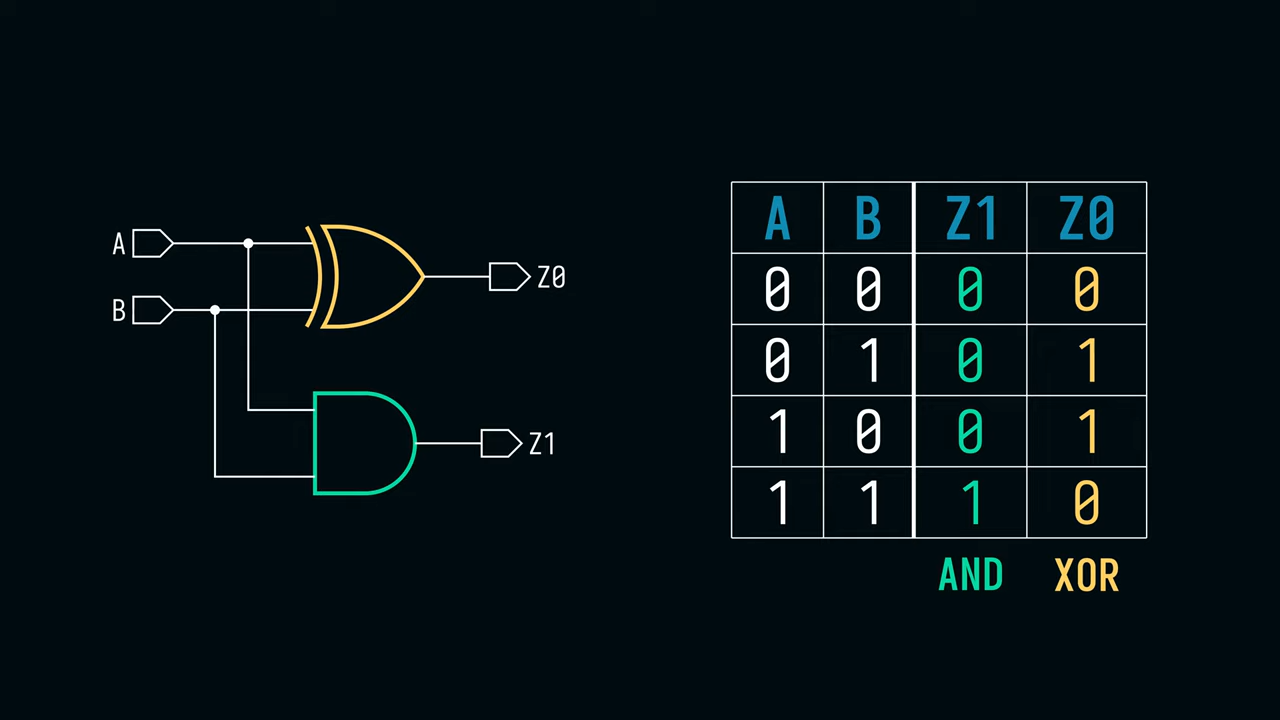 A
B
Z0
Z1
A B Z1 Z0
0 0 0 0
0 1 0 1
1 0 0 1
1 1 1 0
AND XOR